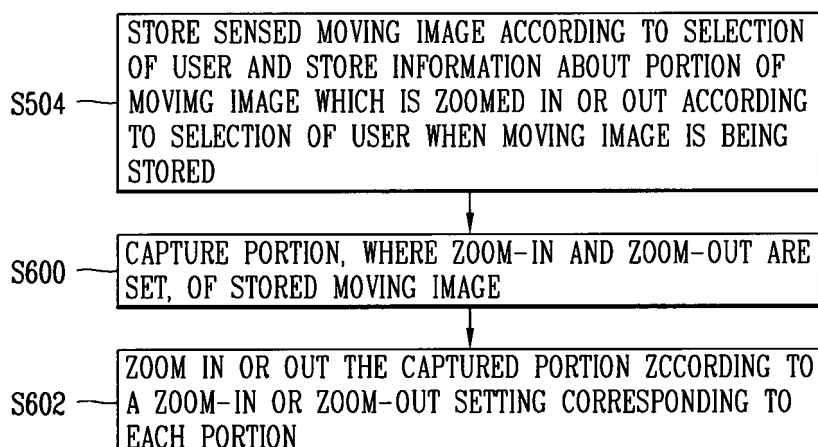 STORE SENSED MOVING IMAGE ACCORDING TO SELECTION
OF USER AND STORE INFORMATION ABOUT PORTION OF
S504 MOVIMG IMAGE WHICH IS ZOOMED IN OR OUT ACCORDING
TO SELECTION OF USER WHEN MOVING IMAGE IS BEING
STORED
S600 CAPTURE PORTION, WHERE ZOOM-IN AND ZOOM-OUT ARE
SET, OF STORED MOVING IMAGE
ZOOM IN OR OUT THE CAPTURED PORTION ZCCORDING TO
S602 A ZOOM-IN OR ZOOM-OUT SETTING CORRESPONDING TO
EACH PORTION